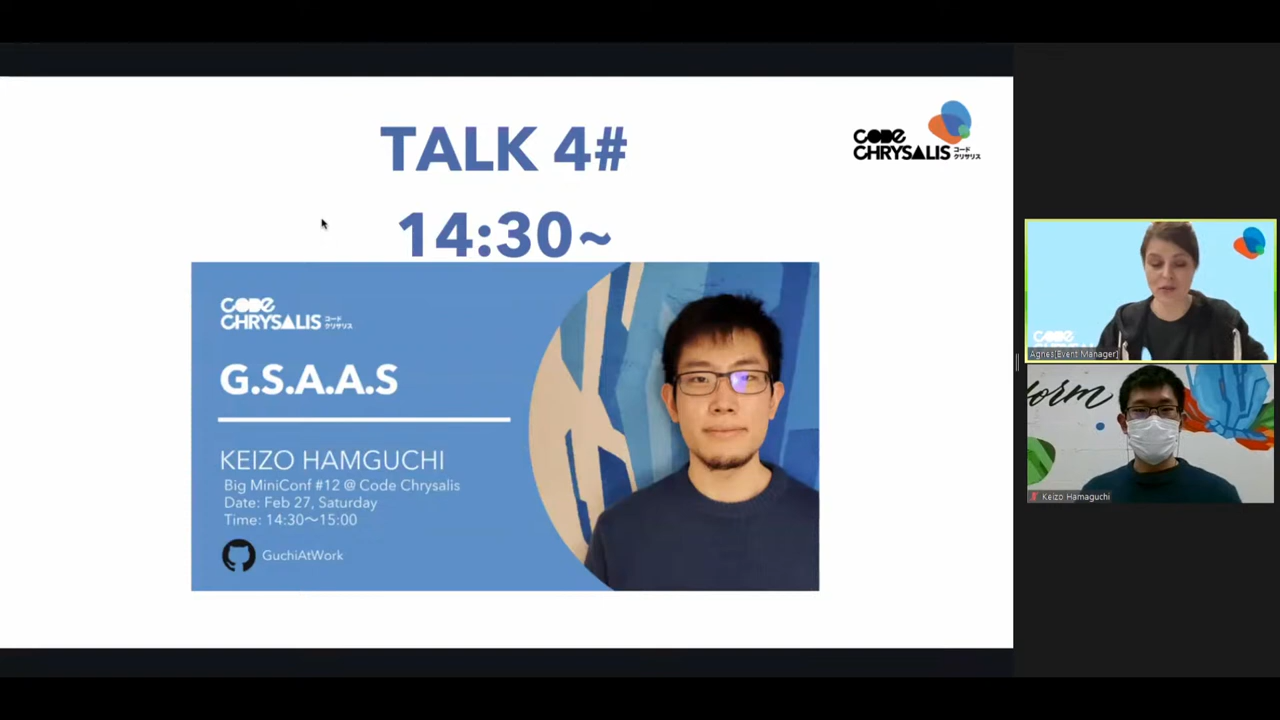 TALK 4#
14:30~
CODE
CHRYSALIS コード
クリサリス
CODE
CHRYSALIS コード
クリサリス
G.S.A.A.S
KEIZO HAMGUCHI
Big MiniConf #12 @ Code Chrysalis
Date: Feb 27, Saturday
Time: 14:30〜15:00
GuchiAtWork
CODE
Agnes[Event Manager]
orm
Keizo Hamaguchi